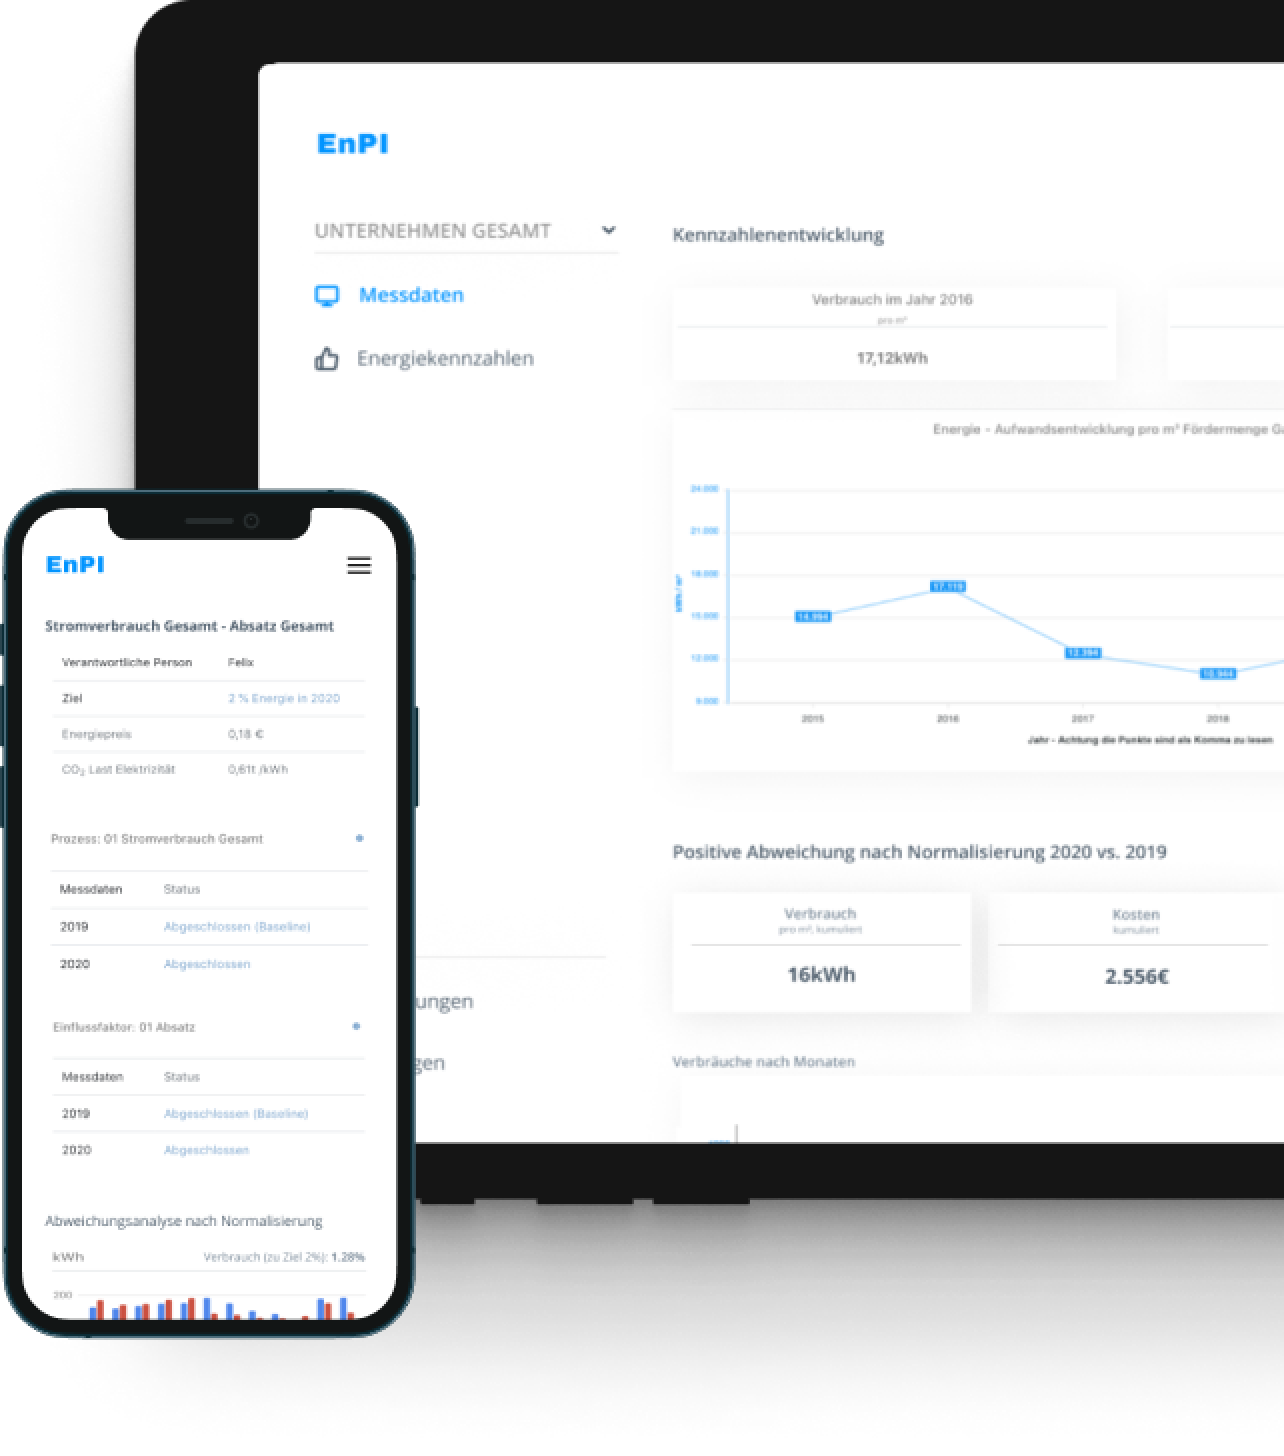 EnPI
UNTERNEHMEN GESAMT
Messdaten
Energiekennzahlen
ungen
gen
Kennzahlenentwicklung
Verbrauch im Jahr 2016
pro m³
17,12kWh
Energie - Aufwandsentwicklung pro m³ Fördermenge Ga
kWh / m³
24.000
21.000
18.000
15.000
12.000
9.000
14.994
17.119
12.394
10.944
2015 2016 2017 2018
Jahr - Achtung die Punkte sind als Komma zu lesen
Positive Abweichung nach Normalisierung 2020 vs. 2019
Verbrauch
pro m³, kumuliert
16kWh
Kosten
kumuliert
2.556€
Verbräuche nach Monaten
EnPI
Stromverbrauch Gesamt - Absatz Gesamt
Verantwortliche Person Felix
Ziel 2 % Energie in 2020
Energiepreis 0,18 €
CO₂ Last Elektrizität 0,61t /kWh
Prozess: 01 Stromverbrauch Gesamt
Messdaten Status
2019 Abgeschlossen (Baseline)
2020 Abgeschlossen
Einflussfaktor: 01 Absatz
Messdaten Status
2019 Abgeschlossen (Baseline)
2020 Abgeschlossen
Abweichungsanalyse nach Normalisierung
kWh Verbrauch (zu Ziel 2%): 1.28%
200